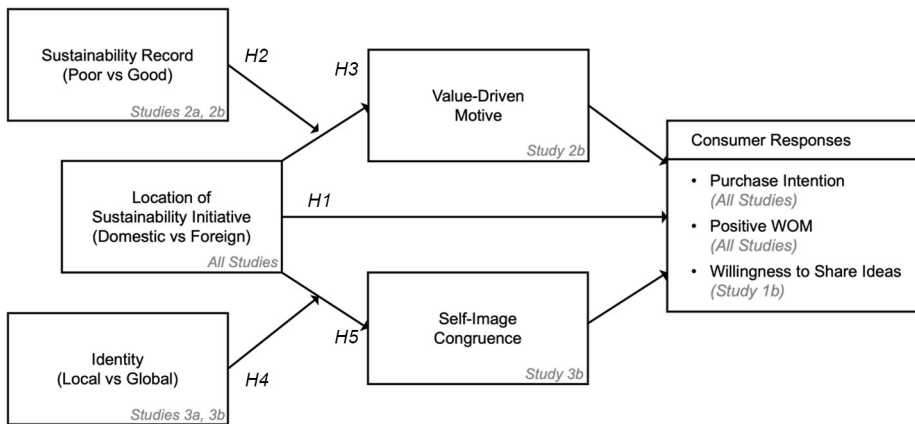 Sustainability Record
(Poor vs Good)
Studies 2a, 2b
H2
H3
Value-Driven
Motive
Study 2b
Location of
Sustainability Initiative
(Domestic vs Foreign)
All Studies
H1
Consumer Responses
• Purchase Intention
(All Studies)
• Positive WOM
(All Studies)
• Willingness to Share Ideas
(Study 1b)
Identity
(Local vs Global)
Studies 3a, 3b
H4
H5
Self-Image
Congruence
Study 3b